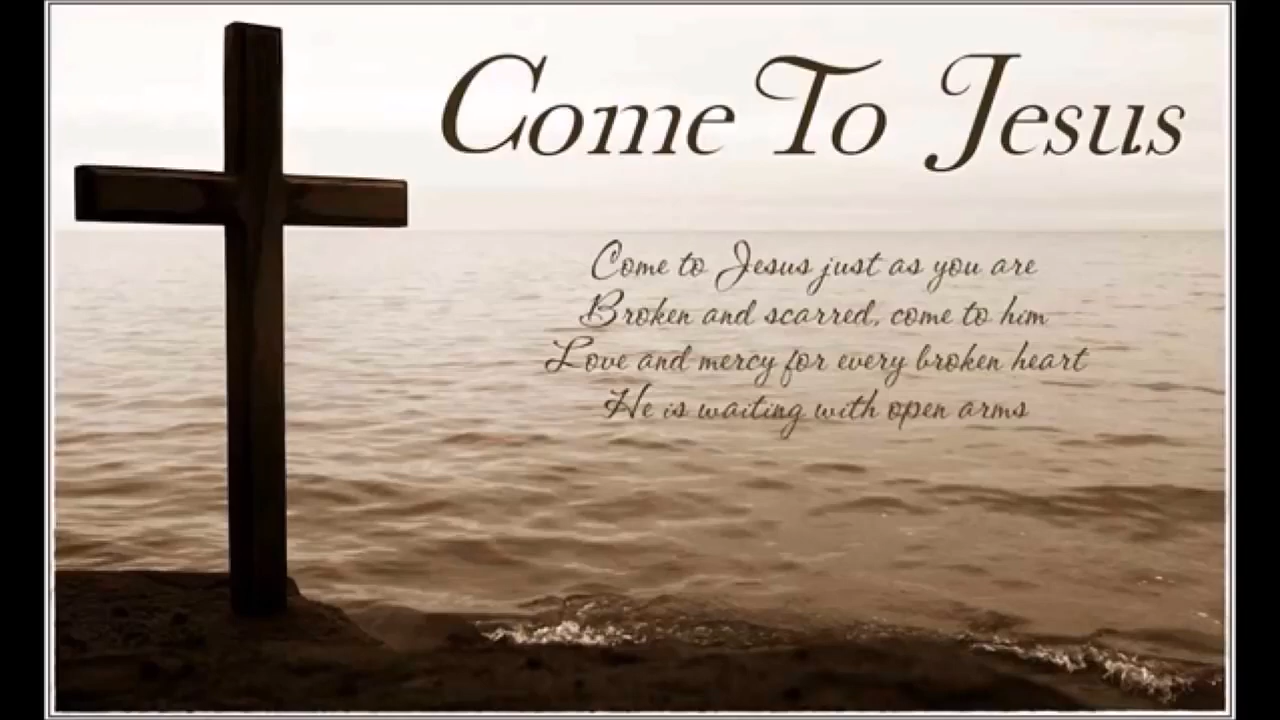 Come To Jesus
Come to Jesus just as you are
Broken and scarred, come to him
Love and mercy for every broken heart
He is waiting with open arms